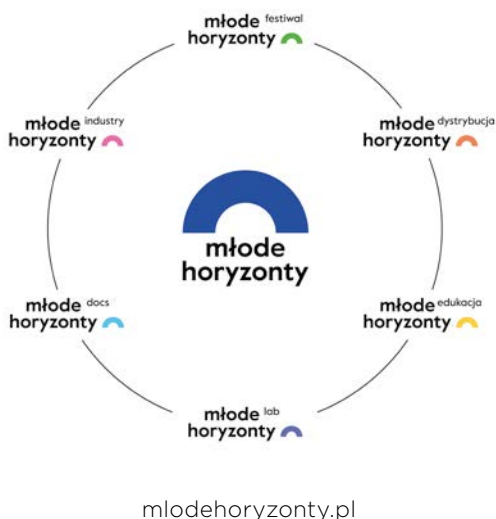 młode festiwal
horyzonty
młode industry
horyzonty
młode dystrybucja
horyzonty
młode
horyzonty
młode docs
horyzonty
młode edukacja
horyzonty
młode lab
horyzonty
mlodehoryzonty.pl